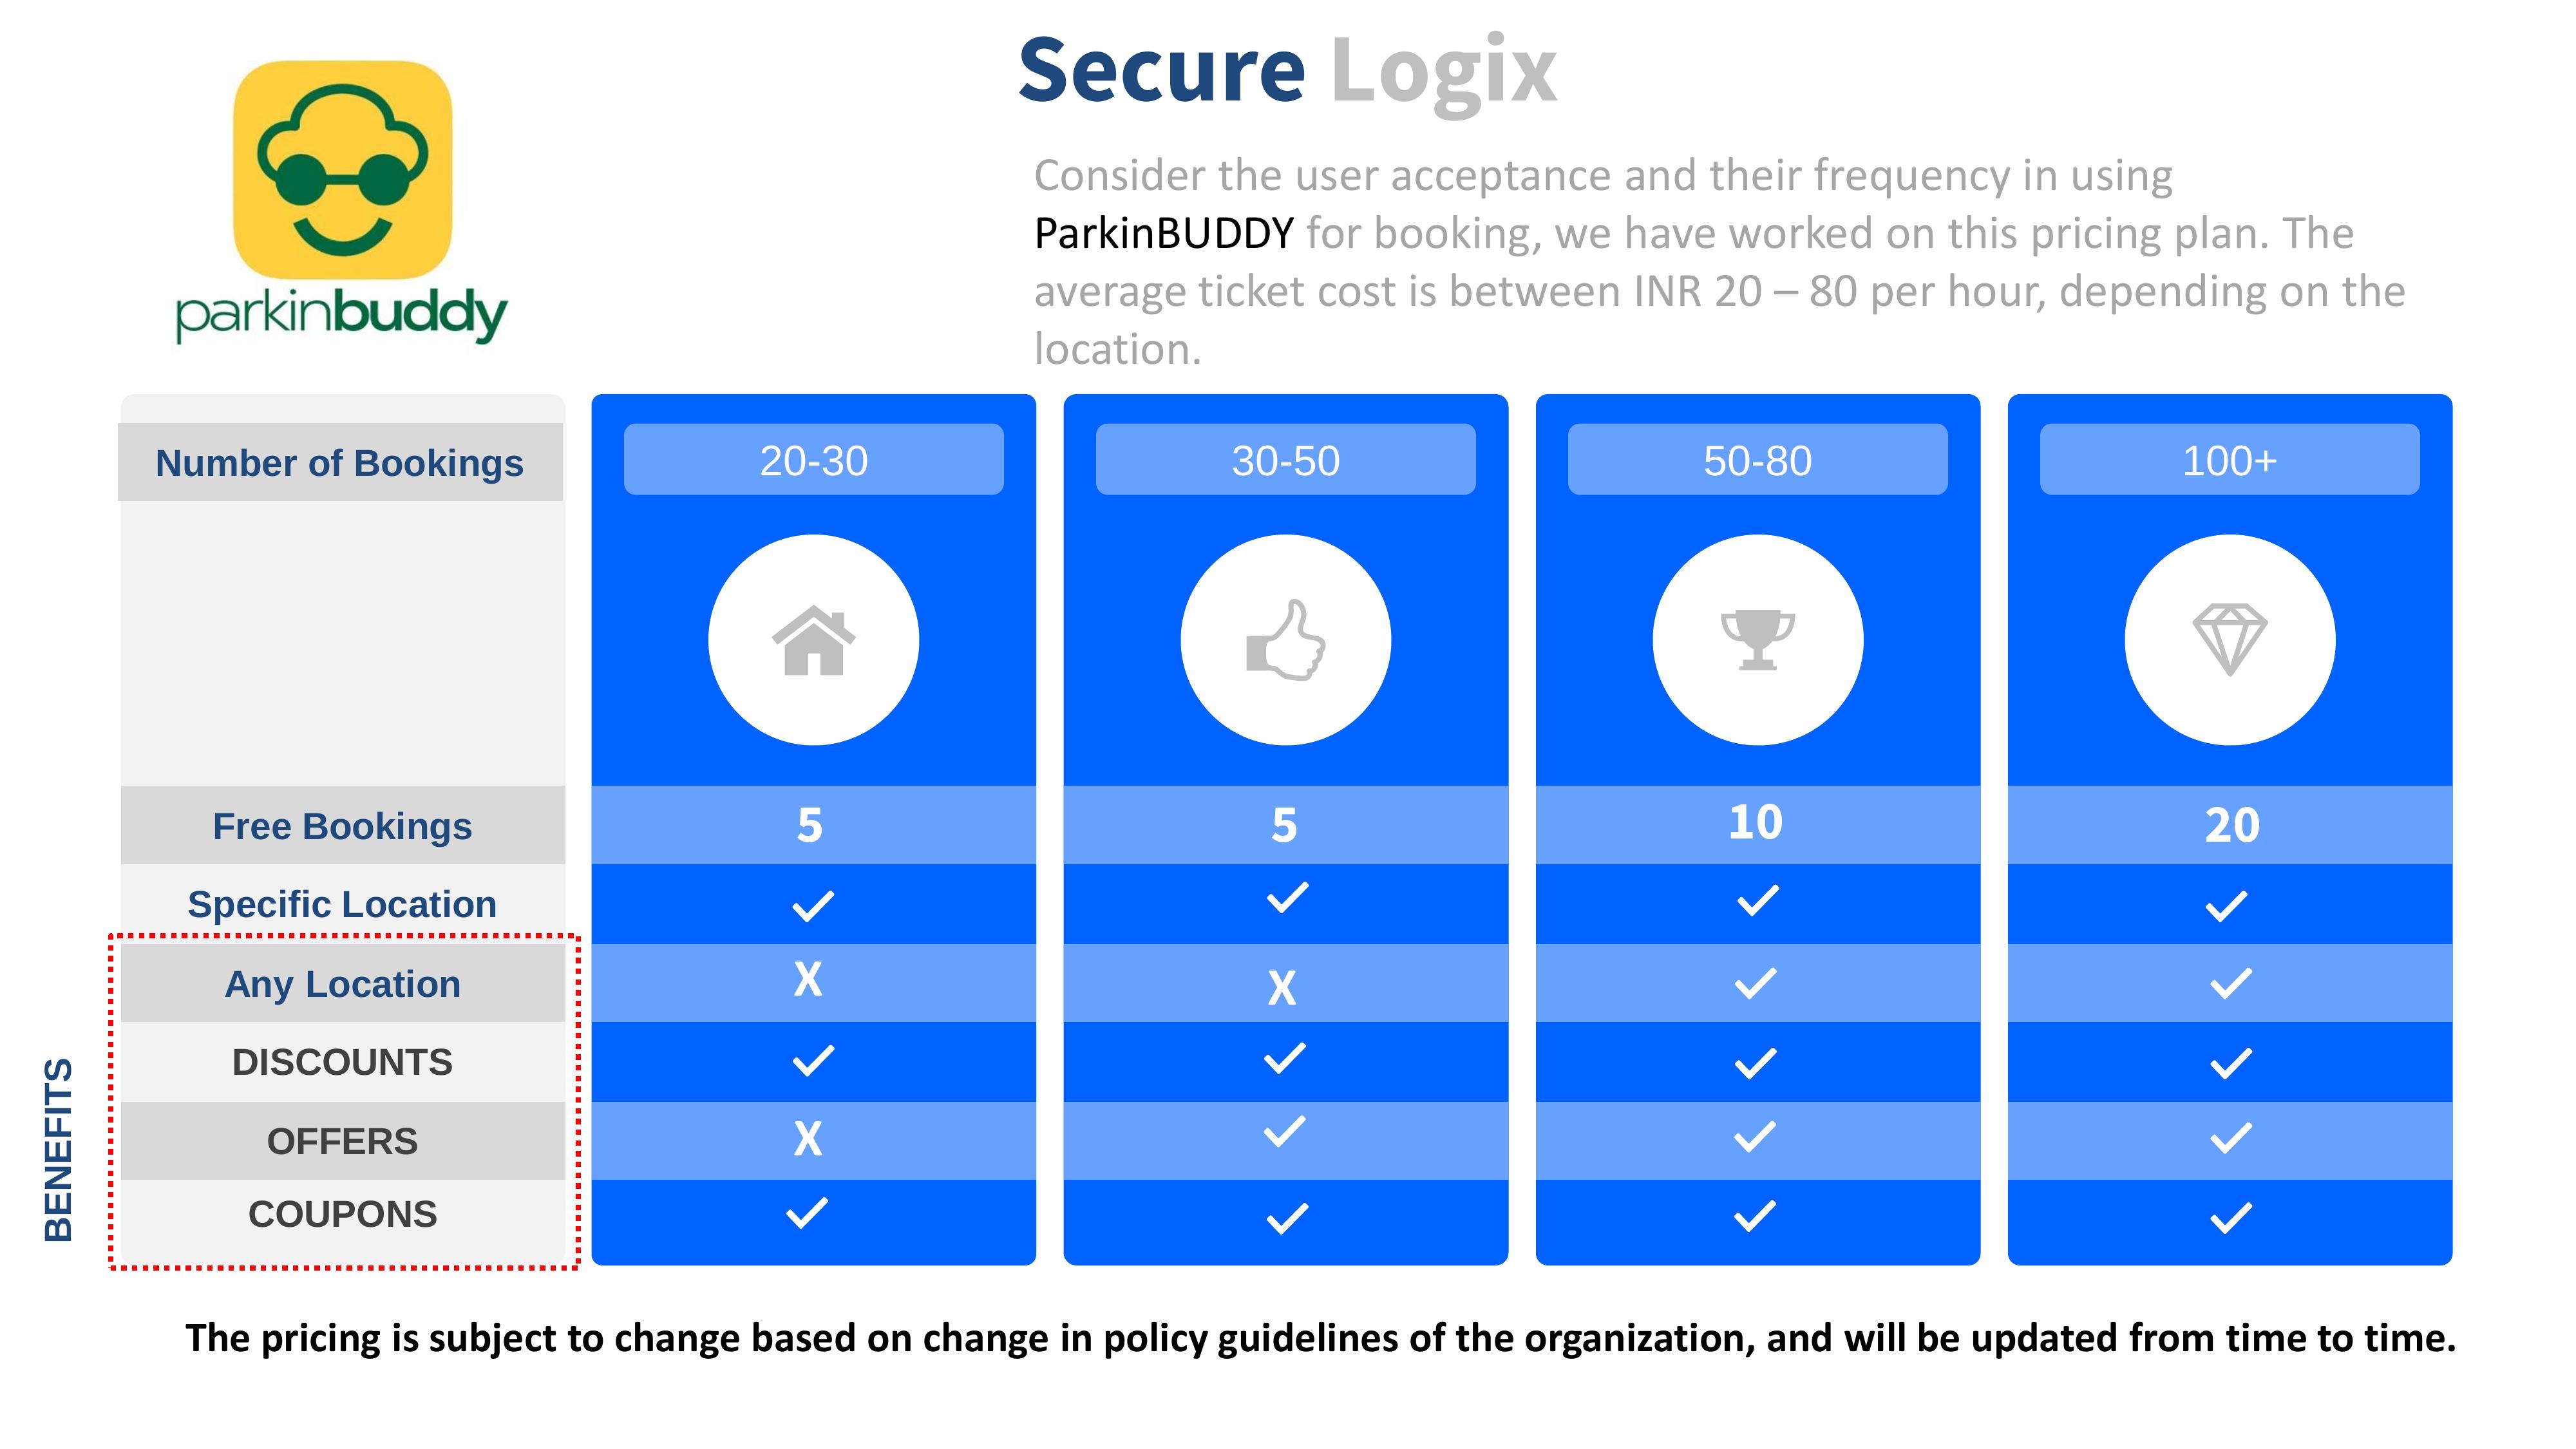 Secure Logix
parkinbuddy
Consider the user acceptance and their frequency in using
ParkinBUDDY for booking, we have worked on this pricing plan. The
average ticket cost is between INR 20 – 80 per hour, depending on the
location.
Number of Bookings 20-30 30-50 50-80 100+
Free Bookings 5 5 10 20
Specific Location ✓ ✓ ✓ ✓
Any Location X X ✓ ✓
DISCOUNTS ✓ ✓ ✓ ✓
OFFERS X ✓ ✓ ✓
COUPONS ✓ ✓ ✓ ✓
BENEFITS
The pricing is subject to change based on change in policy guidelines of the organization, and will be updated from time to time.